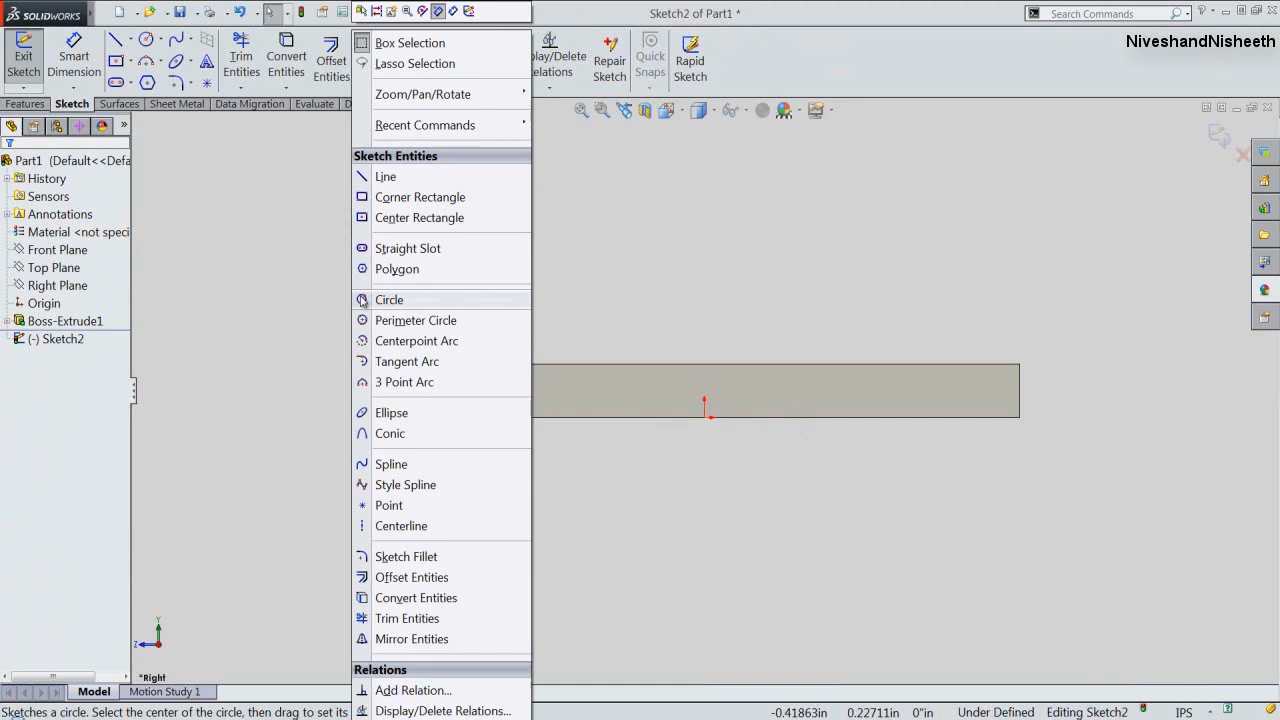 SOLIDWORKS
Sketch2 of Part1 *
Search Commands
NiveshandNisheeth
Exit Sketch
Smart Dimension
Trim Entities
Convert Entities
Offset Entities
play/Delete Relations
Repair Sketch
Quick Snaps
Rapid Sketch
Features
Sketch
Surfaces
Sheet Metal
Data Migration
Evaluate
D
Part1 (Default<<Defa
History
Sensors
Annotations
Material <not speci
Front Plane
Top Plane
Right Plane
Origin
Boss-Extrude1
(-) Sketch2
Box Selection
Lasso Selection
Zoom/Pan/Rotate
Recent Commands
Sketch Entities
Line
Corner Rectangle
Center Rectangle
Straight Slot
Polygon
Circle
Perimeter Circle
Centerpoint Arc
Tangent Arc
3 Point Arc
Ellipse
Conic
Spline
Style Spline
Point
Centerline
Sketch Fillet
Offset Entities
Convert Entities
Trim Entities
Mirror Entities
Relations
Add Relation...
Display/Delete Relations...
Y
Z
*Right
Model
Motion Study 1
Sketches a circle. Select the center of the circle, then drag to set its
-0.41863in
0.22711in
0"in
Under Defined
Editing Sketch2
IPS